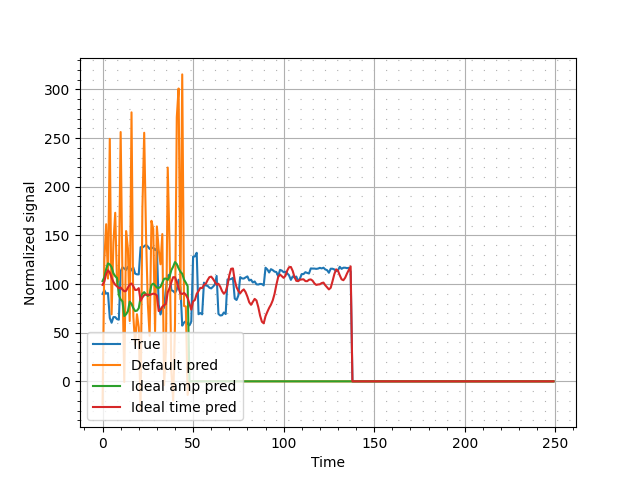 300
250
200
150
100
50
0
Normalized signal
True
Default pred
Ideal amp pred
Ideal time pred
0 50 100 150 200 250
Time